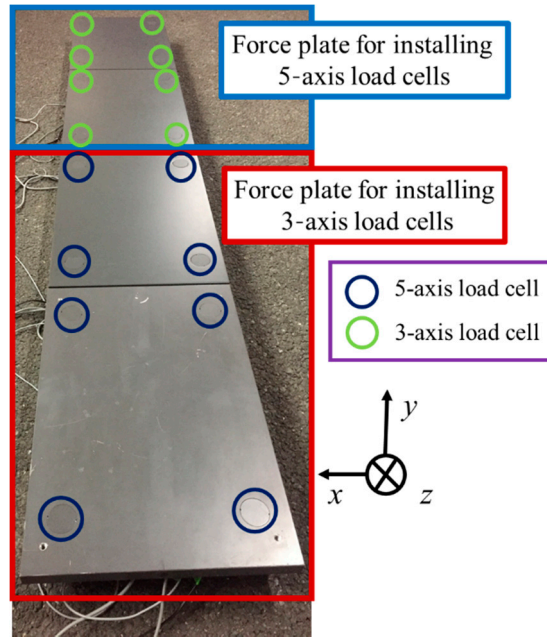 Force plate for installing
5-axis load cells
Force plate for installing
3-axis load cells
5-axis load cell
3-axis load cell
y
x
z